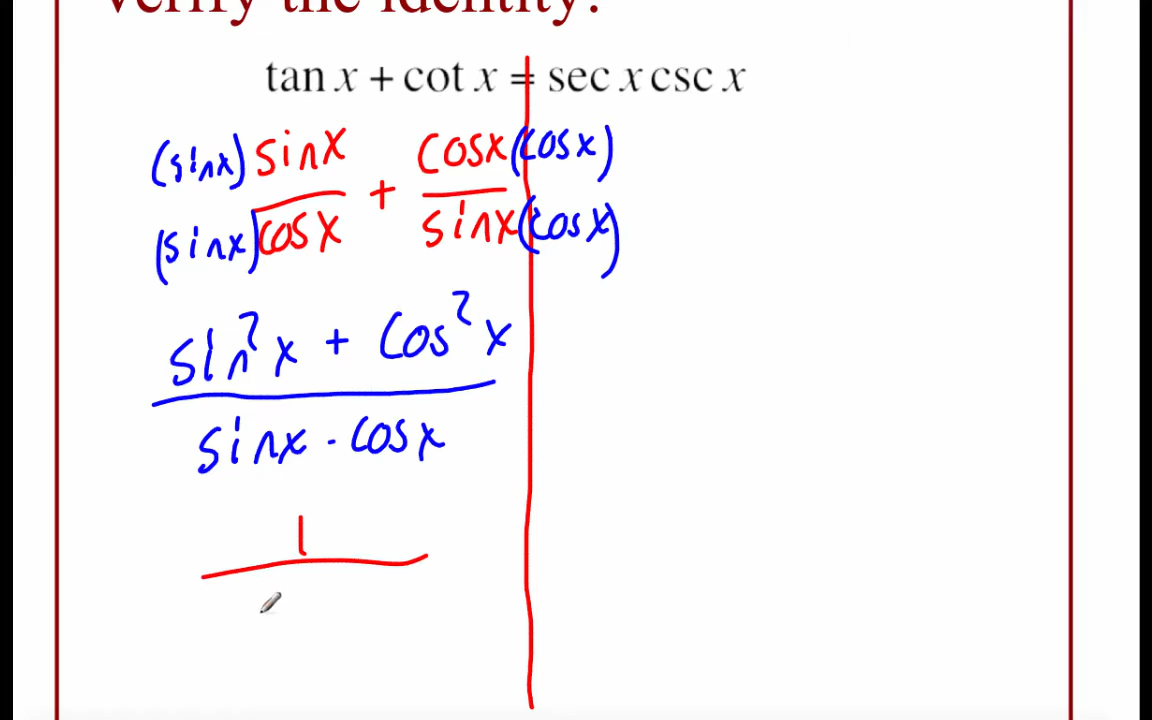 verify the identity:
tan x + cot x = sec x csc x
(sinx) sinx + cosx (cosx)
(sinx) cosx sinx (cosx)
sin²x + cos²x
sinx · cosx
1